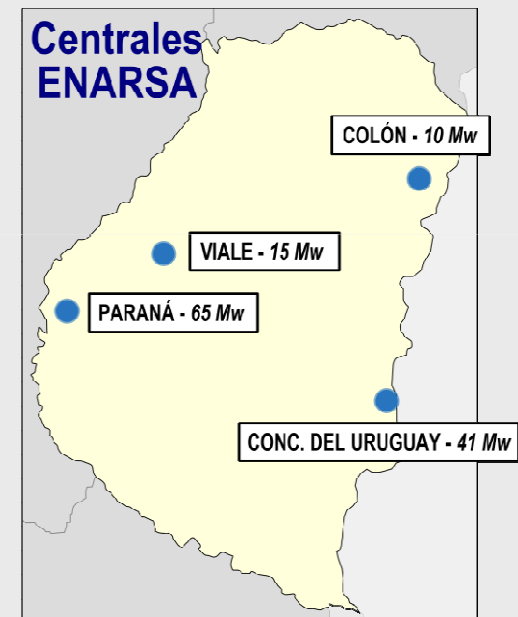 Centrales
ENARSA
COLÓN - 10 Mw
VIALE - 15 Mw
PARANÁ - 65 Mw
CONC. DEL URUGUAY - 41 Mw